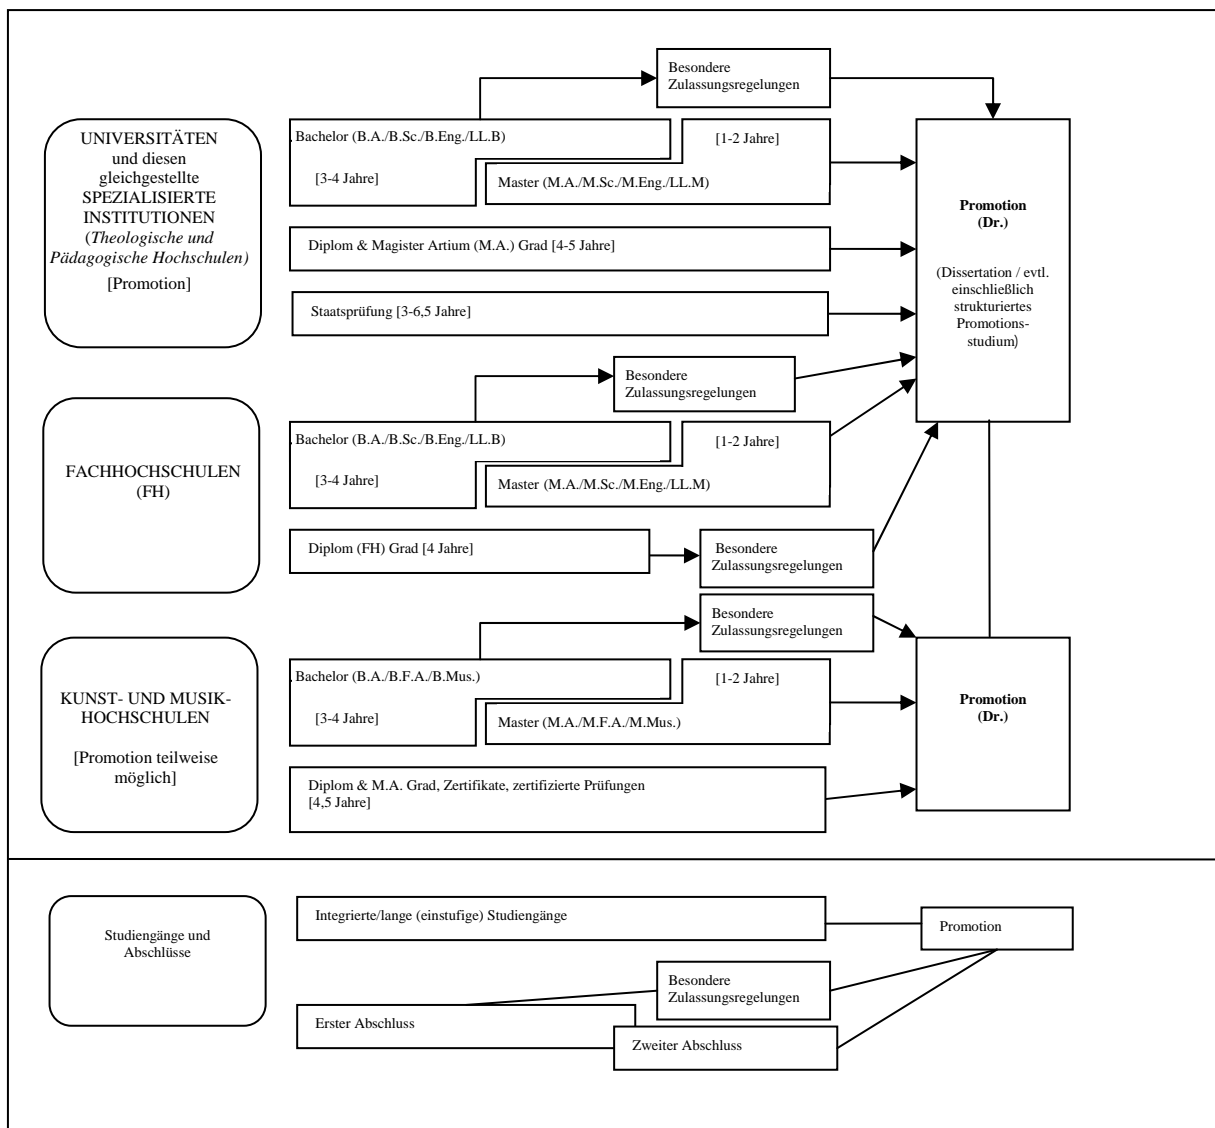 Besondere
Zulassungsregelungen
UNIVERSITÄTEN
und diesen
gleichgestellte
SPEZIALISIERTE
INSTITUTIONEN
(Theologische und
Pädagogische Hochschulen)
[Promotion]
Bachelor (B.A./B.Sc./B.Eng./LL.B)
[3-4 Jahre]
[1-2 Jahre]
Master (M.A./M.Sc./M.Eng./LL.M)
Diplom & Magister Artium (M.A.) Grad [4-5 Jahre]
Staatsprüfung [3-6,5 Jahre]
Promotion
(Dr.)
(Dissertation / evtl.
einschließlich
strukturiertes
Promotions-
studium)
FACHHOCHSCHULEN
(FH)
Besondere
Zulassungsregelungen
Bachelor (B.A./B.Sc./B.Eng./LL.B)
[3-4 Jahre]
[1-2 Jahre]
Master (M.A./M.Sc./M.Eng./LL.M)
Diplom (FH) Grad [4 Jahre]
Besondere
Zulassungsregelungen
KUNST- UND MUSIK-
HOCHSCHULEN
[Promotion teilweise
möglich]
Besondere
Zulassungsregelungen
Bachelor (B.A./B.F.A./B.Mus.)
[3-4 Jahre]
[1-2 Jahre]
Master (M.A./M.F.A./M.Mus.)
Diplom & M.A. Grad, Zertifikate, zertifizierte Prüfungen
[4,5 Jahre]
Promotion
(Dr.)
Studiengänge und
Abschlüsse
Integrierte/lange (einstufige) Studiengänge
Promotion
Besondere
Zulassungsregelungen
Erster Abschluss
Zweiter Abschluss